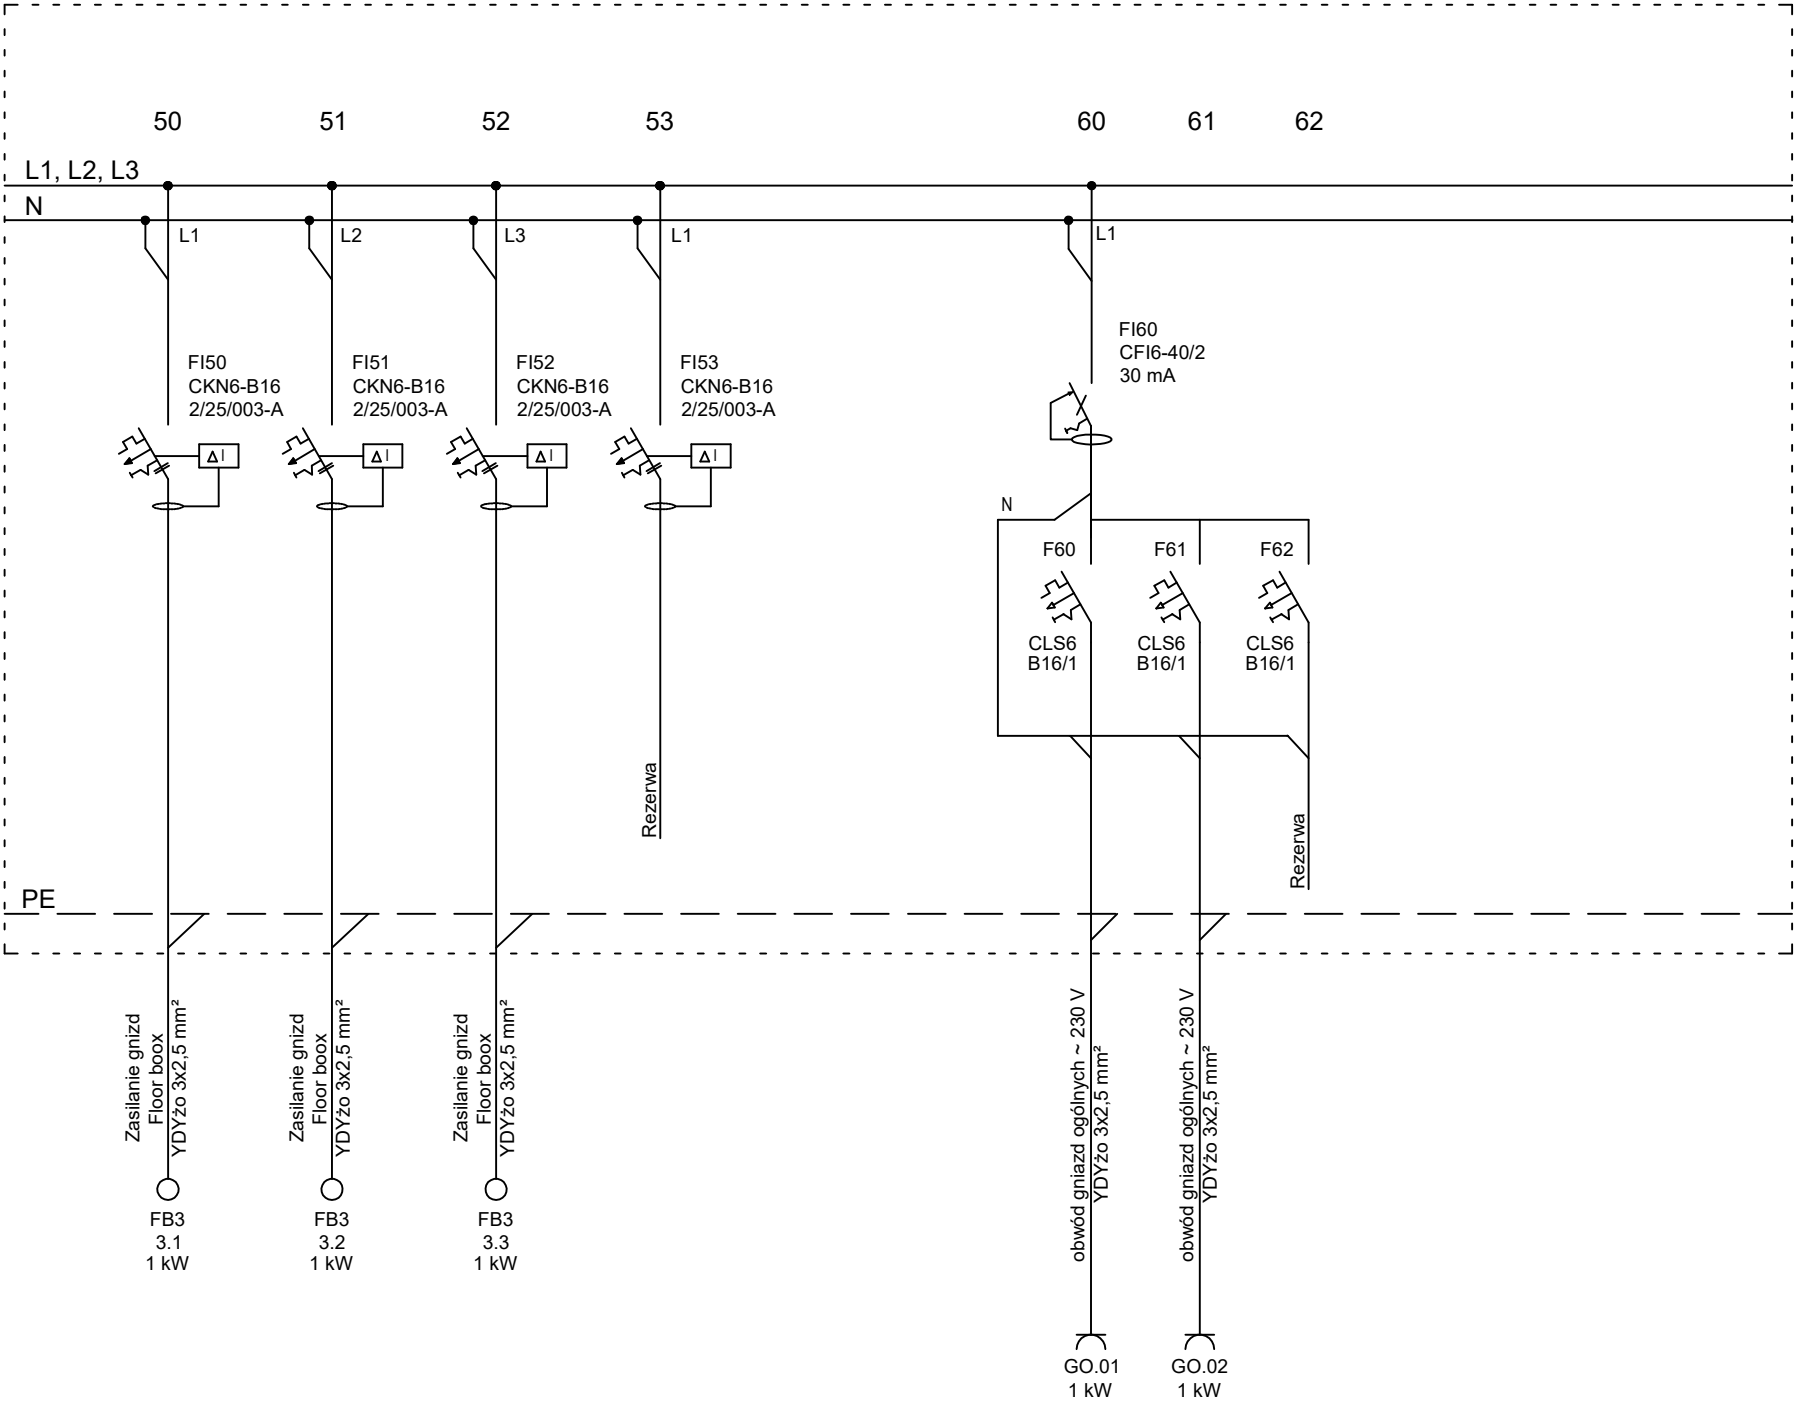 50 51 52 53 60 61 62
L1, L2, L3
N
L1 L2 L3 L1 L1
FI60
CFI6-40/2
30 mA
FI50
CKN6-B16
2/25/003-A
FI51
CKN6-B16
2/25/003-A
FI52
CKN6-B16
2/25/003-A
FI53
CKN6-B16
2/25/003-A
Δ I
Δ I
Δ I
Δ I
N
F60 F61 F62
CLS6
B16/1
CLS6
B16/1
CLS6
B16/1
Rezerwa
Rezerwa
PE
Zasilanie gnizd
Floor boox
YDYżo 3x2,5 mm²
Zasilanie gnizd
Floor boox
YDYżo 3x2,5 mm²
Zasilanie gnizd
Floor boox
YDYżo 3x2,5 mm²
obwód gniazd ogólnych ~ 230 V
YDYżo 3x2,5 mm²
obwód gniazd ogólnych ~ 230 V
YDYżo 3x2,5 mm²
FB3
3.1
1 kW
FB3
3.2
1 kW
FB3
3.3
1 kW
GO.01
1 kW
GO.02
1 kW